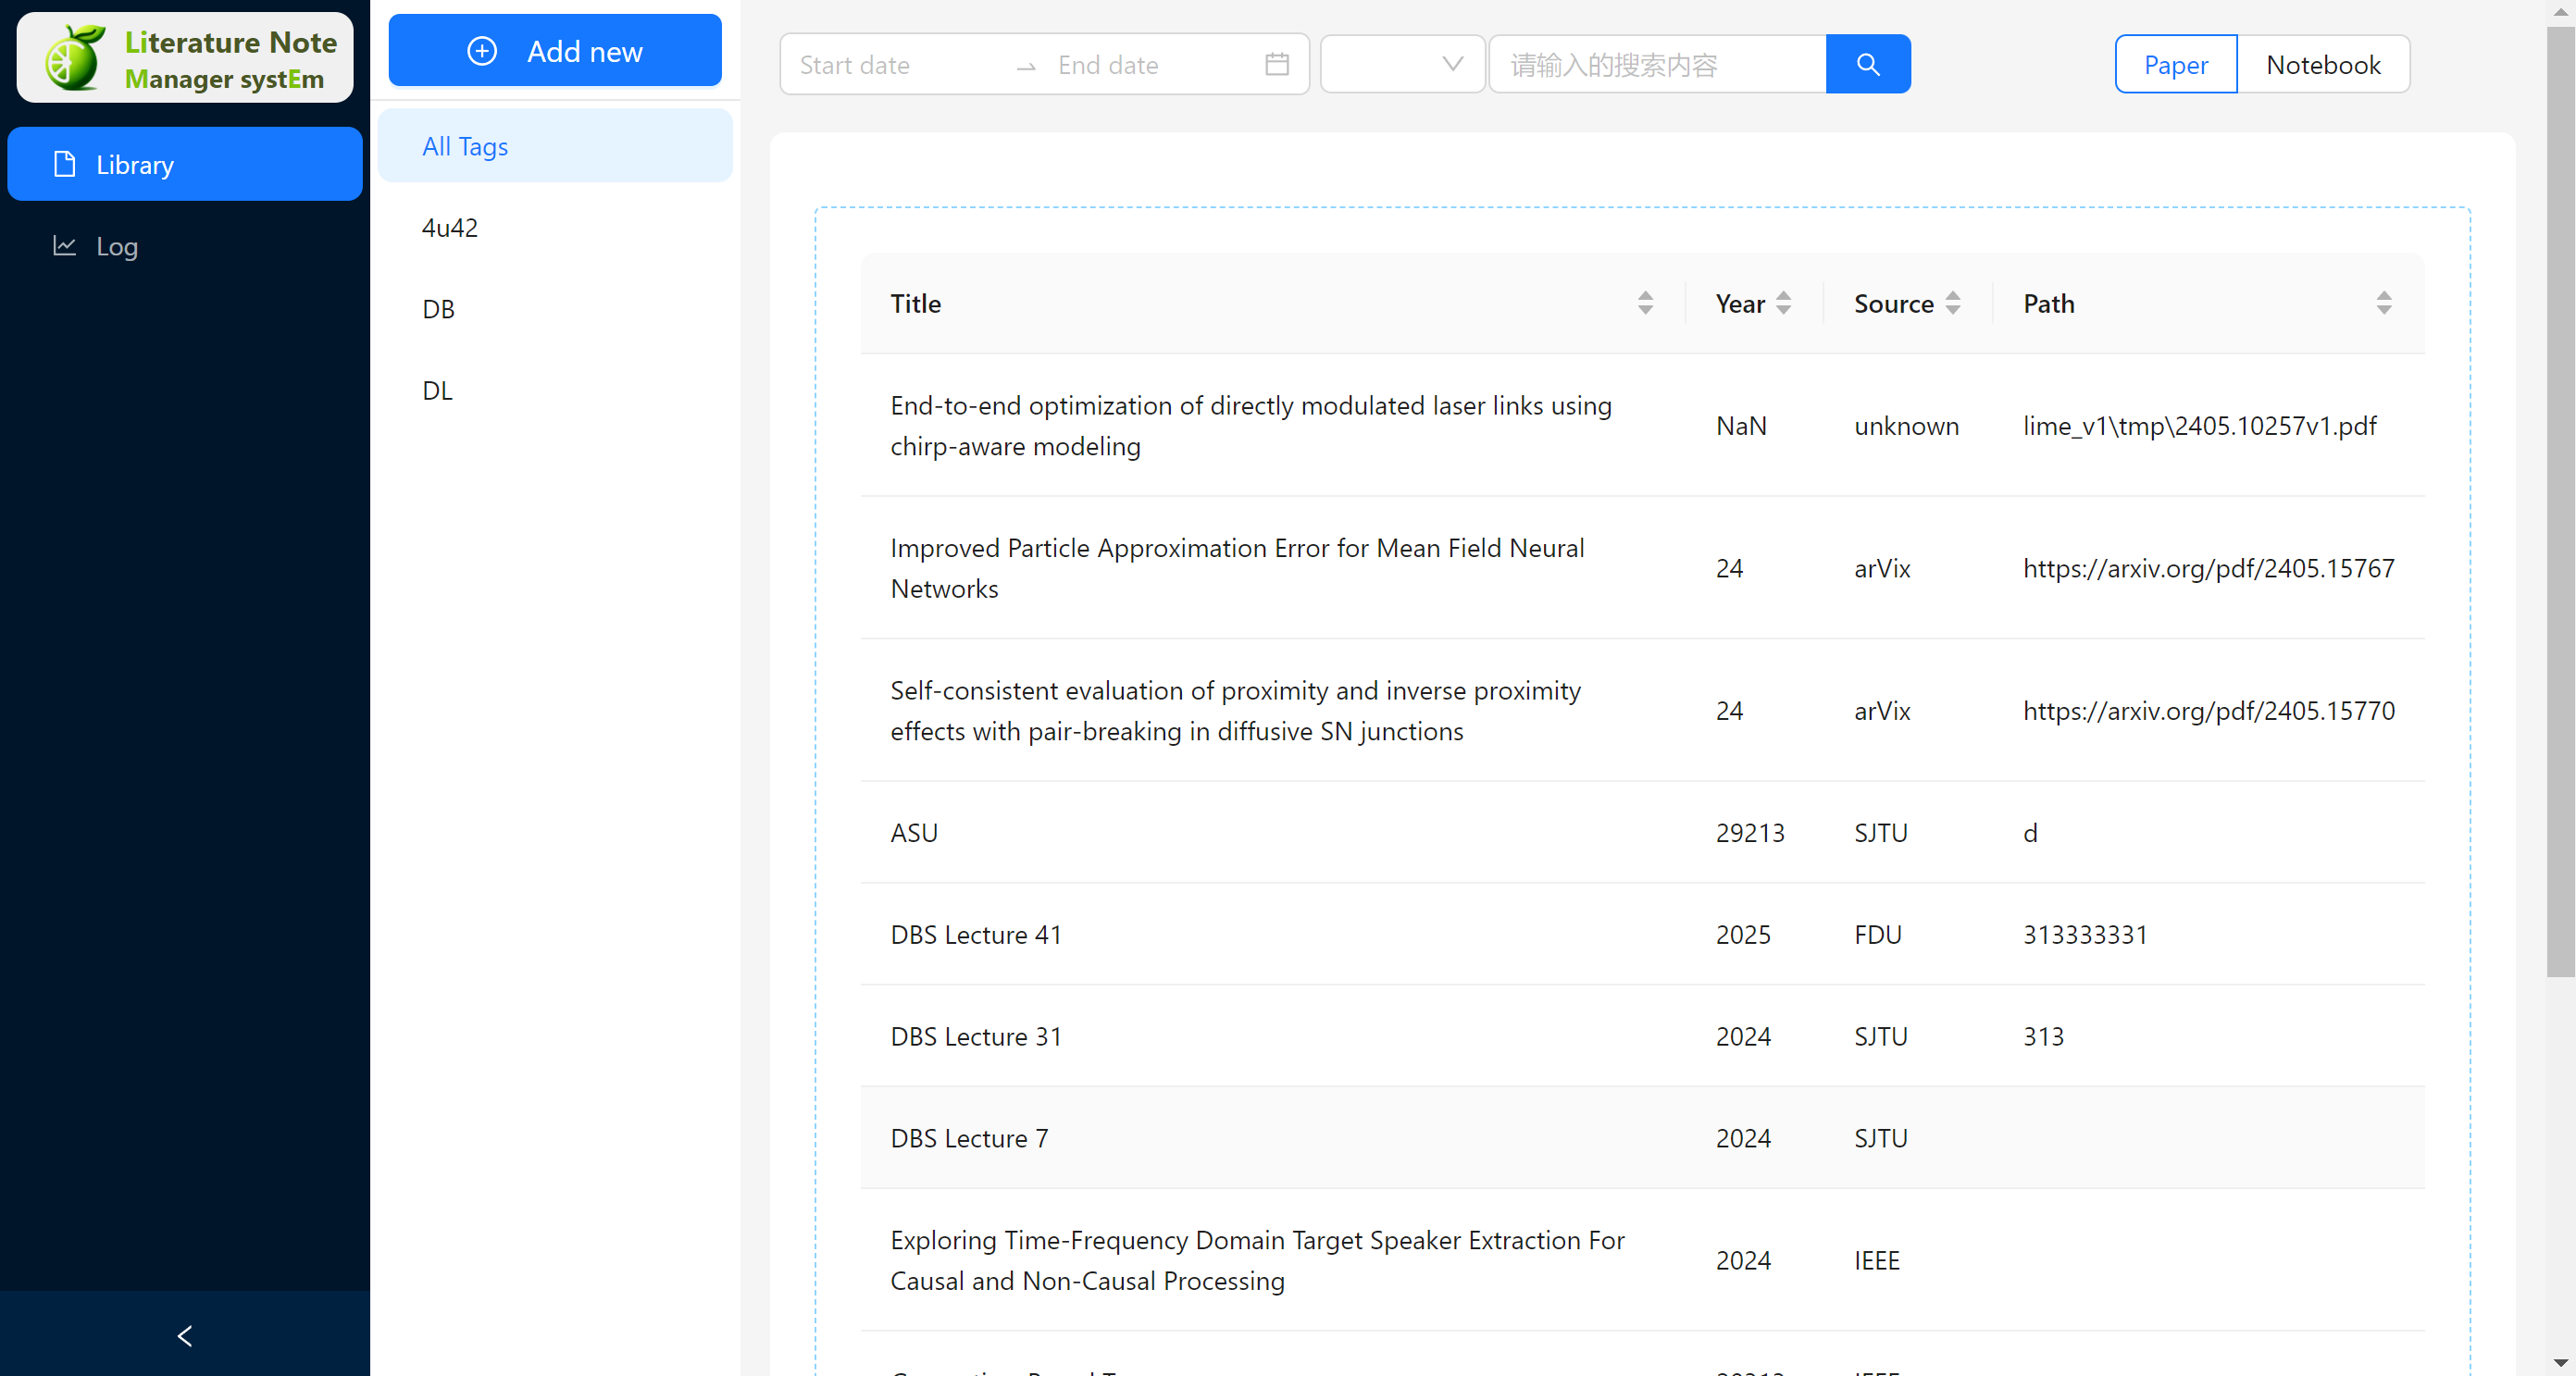 Literature Note
Manager systEm
Library
Log
Add new
All Tags
4u42
DB
DL
Start date
End date
请输入的搜索内容
Paper
Notebook
Title Year Source Path
End-to-end optimization of directly modulated laser links using
chirp-aware modeling
NaN unknown lime_v1\tmp\2405.10257v1.pdf
Improved Particle Approximation Error for Mean Field Neural
Networks
24 arVix https://arxiv.org/pdf/2405.15767
Self-consistent evaluation of proximity and inverse proximity
effects with pair-breaking in diffusive SN junctions
24 arVix https://arxiv.org/pdf/2405.15770
ASU 29213 SJTU d
DBS Lecture 41 2025 FDU 313333331
DBS Lecture 31 2024 SJTU 313
DBS Lecture 7 2024 SJTU
Exploring Time-Frequency Domain Target Speaker Extraction For
Causal and Non-Causal Processing
2024 IEEE